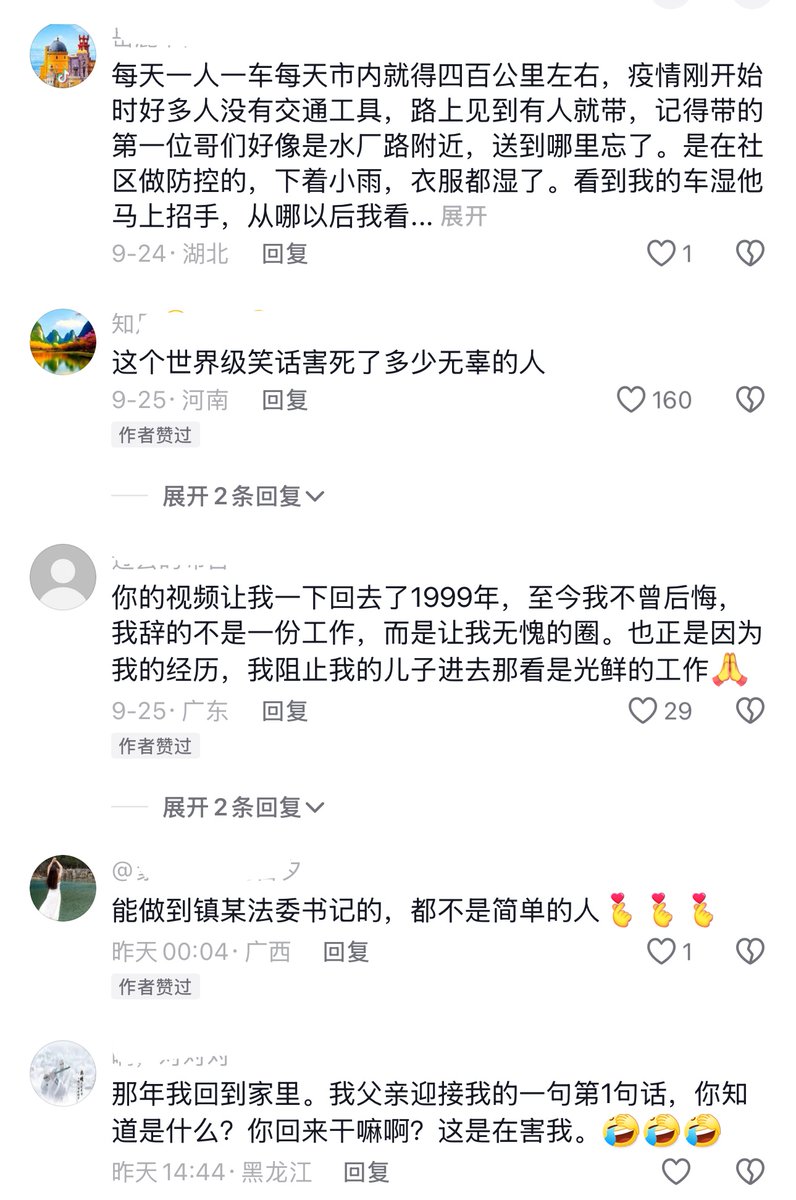 每天一人一车每天市内就得四百公里左右，疫情刚开始
时好多人没有交通工具，路上见到有人就带，记得带的
第一位哥们好像是水厂路附近，送到哪里忘了。是在社
区做防控的，下着小雨，衣服都湿了。看到我的车湿他
马上招手，从哪以后我看... 展开
9-24·湖北 回复 1
知
这个世界级笑话害死了多少无辜的人
9-25·河南 回复 160
作者赞过
展开2条回复
你的视频让我一下回去了1999年，至今我不曾后悔，
我辞的不是一份工作，而是让我无愧的圈。也正是因为
我的经历，我阻止我的儿子进去那看是光鲜的工作🙏
9-25·广东 回复 29
作者赞过
展开2条回复
@
能做到镇某法委书记的，都不是简单的人🫰🫰🫰
昨天00:04·广西 回复 1
作者赞过
那年我回到家里。我父亲迎接我的一句第1句话，你知
道是什么？你回来干嘛啊？这是在害我。🤣🤣🤣
昨天14:44·黑龙江 回复